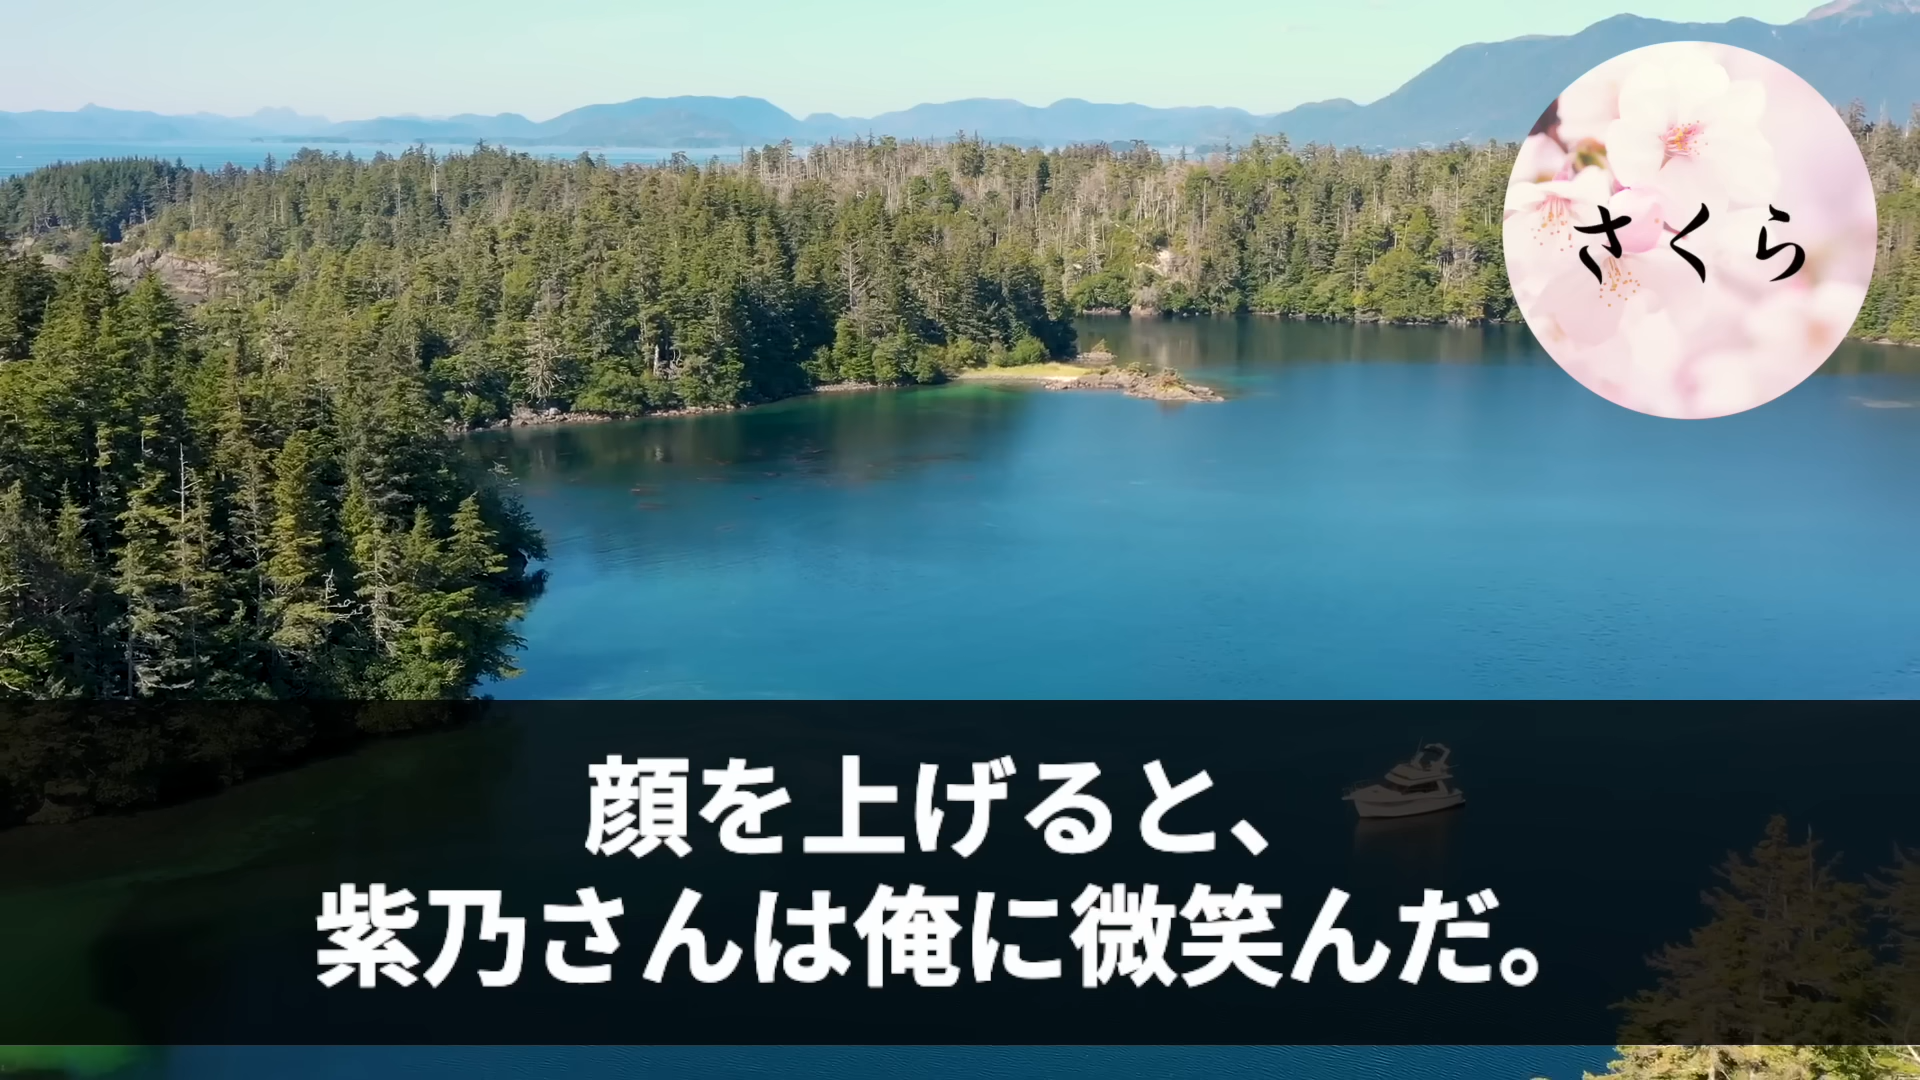 さくら
顔を上げると、
紫乃さんは俺に微笑んだ。